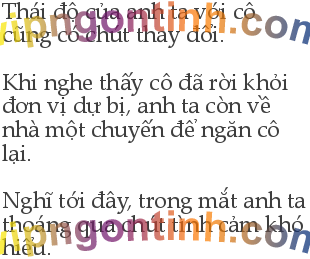 Thái độ của anh ta với cô
cũng có chút thay đổi.
Khi nghe thấy cô đã rời khỏi
đơn vị dự bị, anh ta còn về
nhà một chuyến để ngăn cô
lại.
Nghĩ tới đây, trong mắt anh ta
thoáng qua chút tình cảm khó
hiểu.
vipngontinh.com
vipngontinh.com